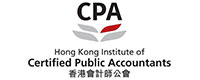 CPA
Hong Kong Institute of
Certified Public Accountants
香港會計師公會